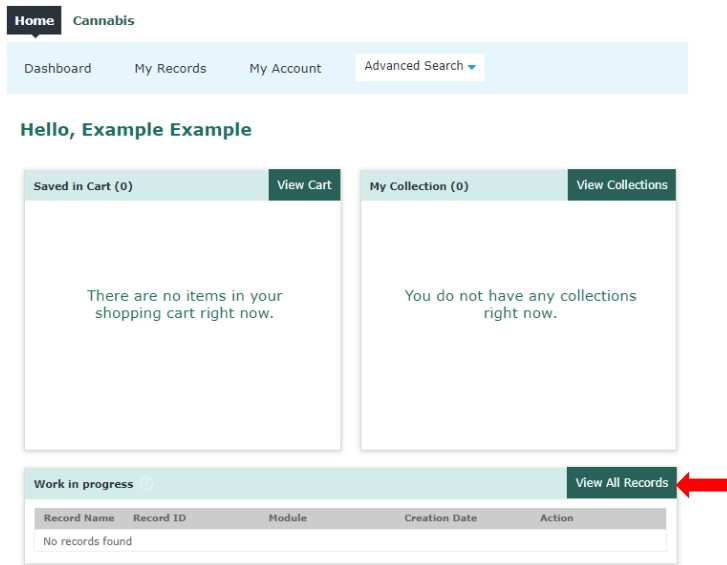 Home Cannabis
Dashboard My Records My Account Advanced Search
Hello, Example Example
Saved in Cart (0) View Cart
There are no items in your
shopping cart right now.
My Collection (0) View Collections
You do not have any collections
right now.
Work in progress ? View All Records
Record Name Record ID Module Creation Date Action
No records found